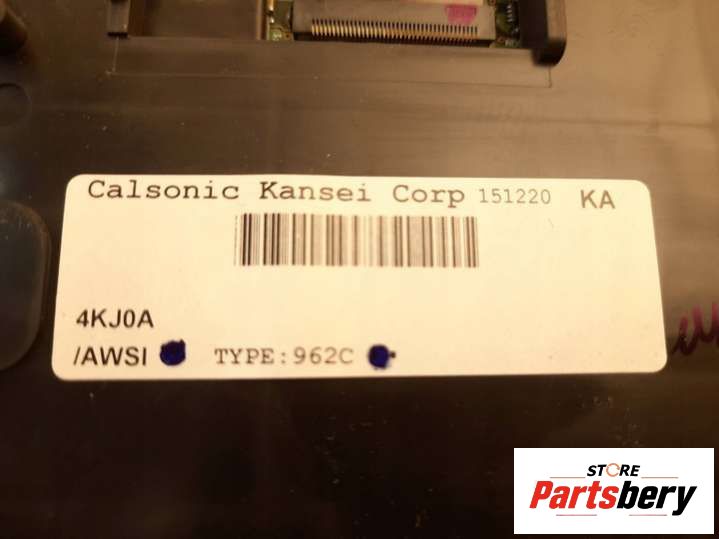 Calsonic Kansei Corp 151220 KA
4KJ0A
/AWSI TYPE:962C
STORE
Partsbery